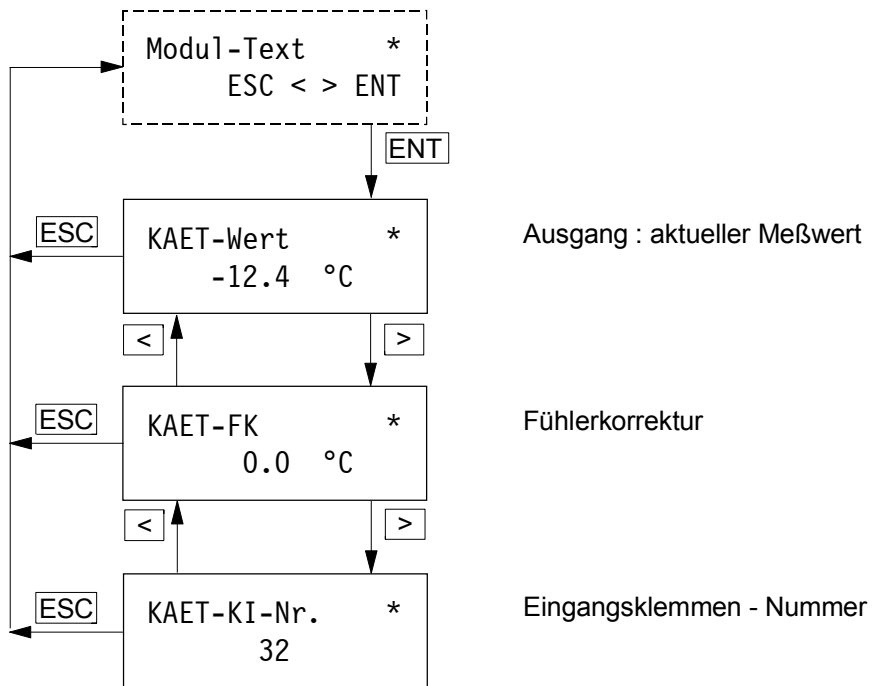 Modul-Text *
ESC < > ENT
ENT
ESC
KAET-Wert *
-12.4 °C
Ausgang : aktueller Meßwert
<
>
ESC
KAET-FK *
0.0 °C
Fühlerkorrektur
<
>
ESC
KAET-KI-Nr. *
32
Eingangsklemmen - Nummer